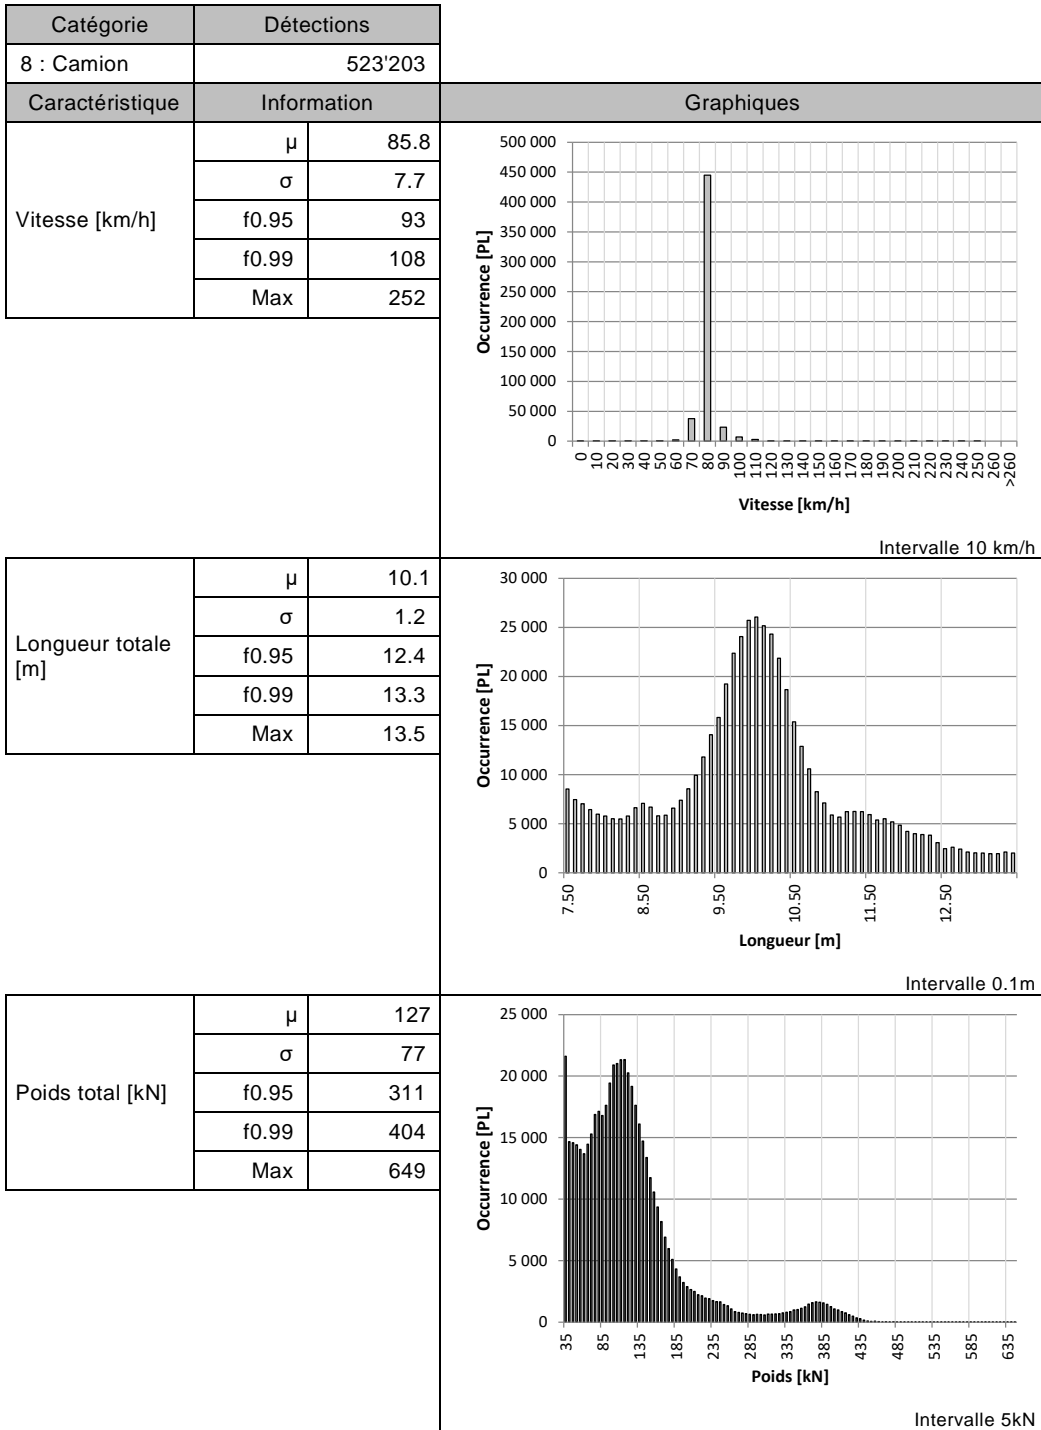 Catégorie Détections
8 : Camion 523'203
Caractéristique Information Graphiques
Vitesse [km/h]
µ 85.8
σ 7.7
f0.95 93
f0.99 108
Max 252
Occurrence [PL]
500 000
450 000
400 000
350 000
300 000
250 000
200 000
150 000
100 000
50 000
0
0 10 20 30 40 50 60 70 80 90 100 110 120 130 140 150 160 170 180 190 200 210 220 230 240 250 260 >260
Vitesse [km/h]
Intervalle 10 km/h
Longueur totale
[m]
µ 10.1
σ 1.2
f0.95 12.4
f0.99 13.3
Max 13.5
Occurrence [PL]
30 000
25 000
20 000
15 000
10 000
5 000
0
7.50 8.50 9.50 10.50 11.50 12.50
Longueur [m]
Intervalle 0.1m
Poids total [kN]
µ 127
σ 77
f0.95 311
f0.99 404
Max 649
Occurrence [PL]
25 000
20 000
15 000
10 000
5 000
0
35 85 135 185 235 285 335 385 435 485 535 585 635
Poids [kN]
Intervalle 5kN